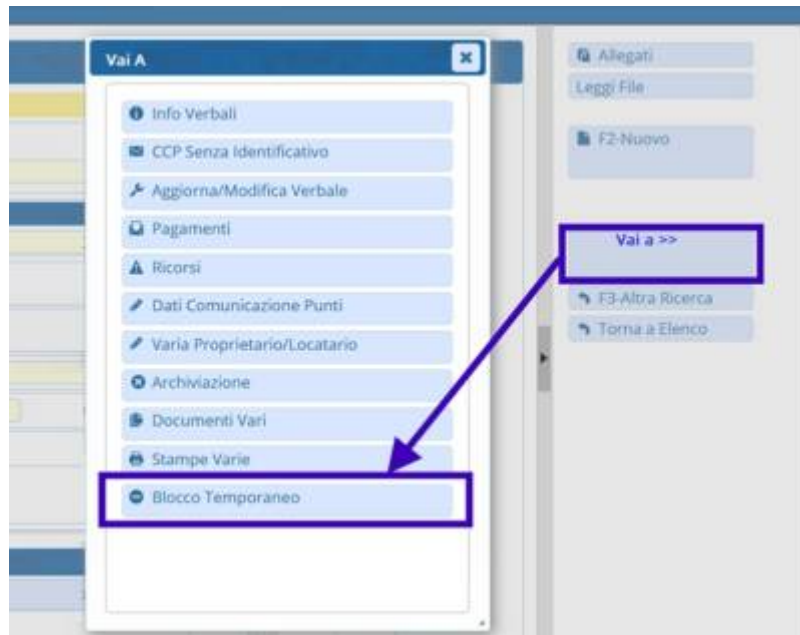 Vai A
Info Verbali
CCP Senza Identificativo
Aggiorna/Modifica Verbale
Pagamenti
Ricorsi
Dati Comunicazione Punti
Varia Proprietario/Locatario
Archiviazione
Documenti Vari
Stampe Varie
Blocco Temporaneo
Allegati
Leggi File
F2-Nuovo
Vai a >>
F3-Altra Ricerca
Torna a Elenco